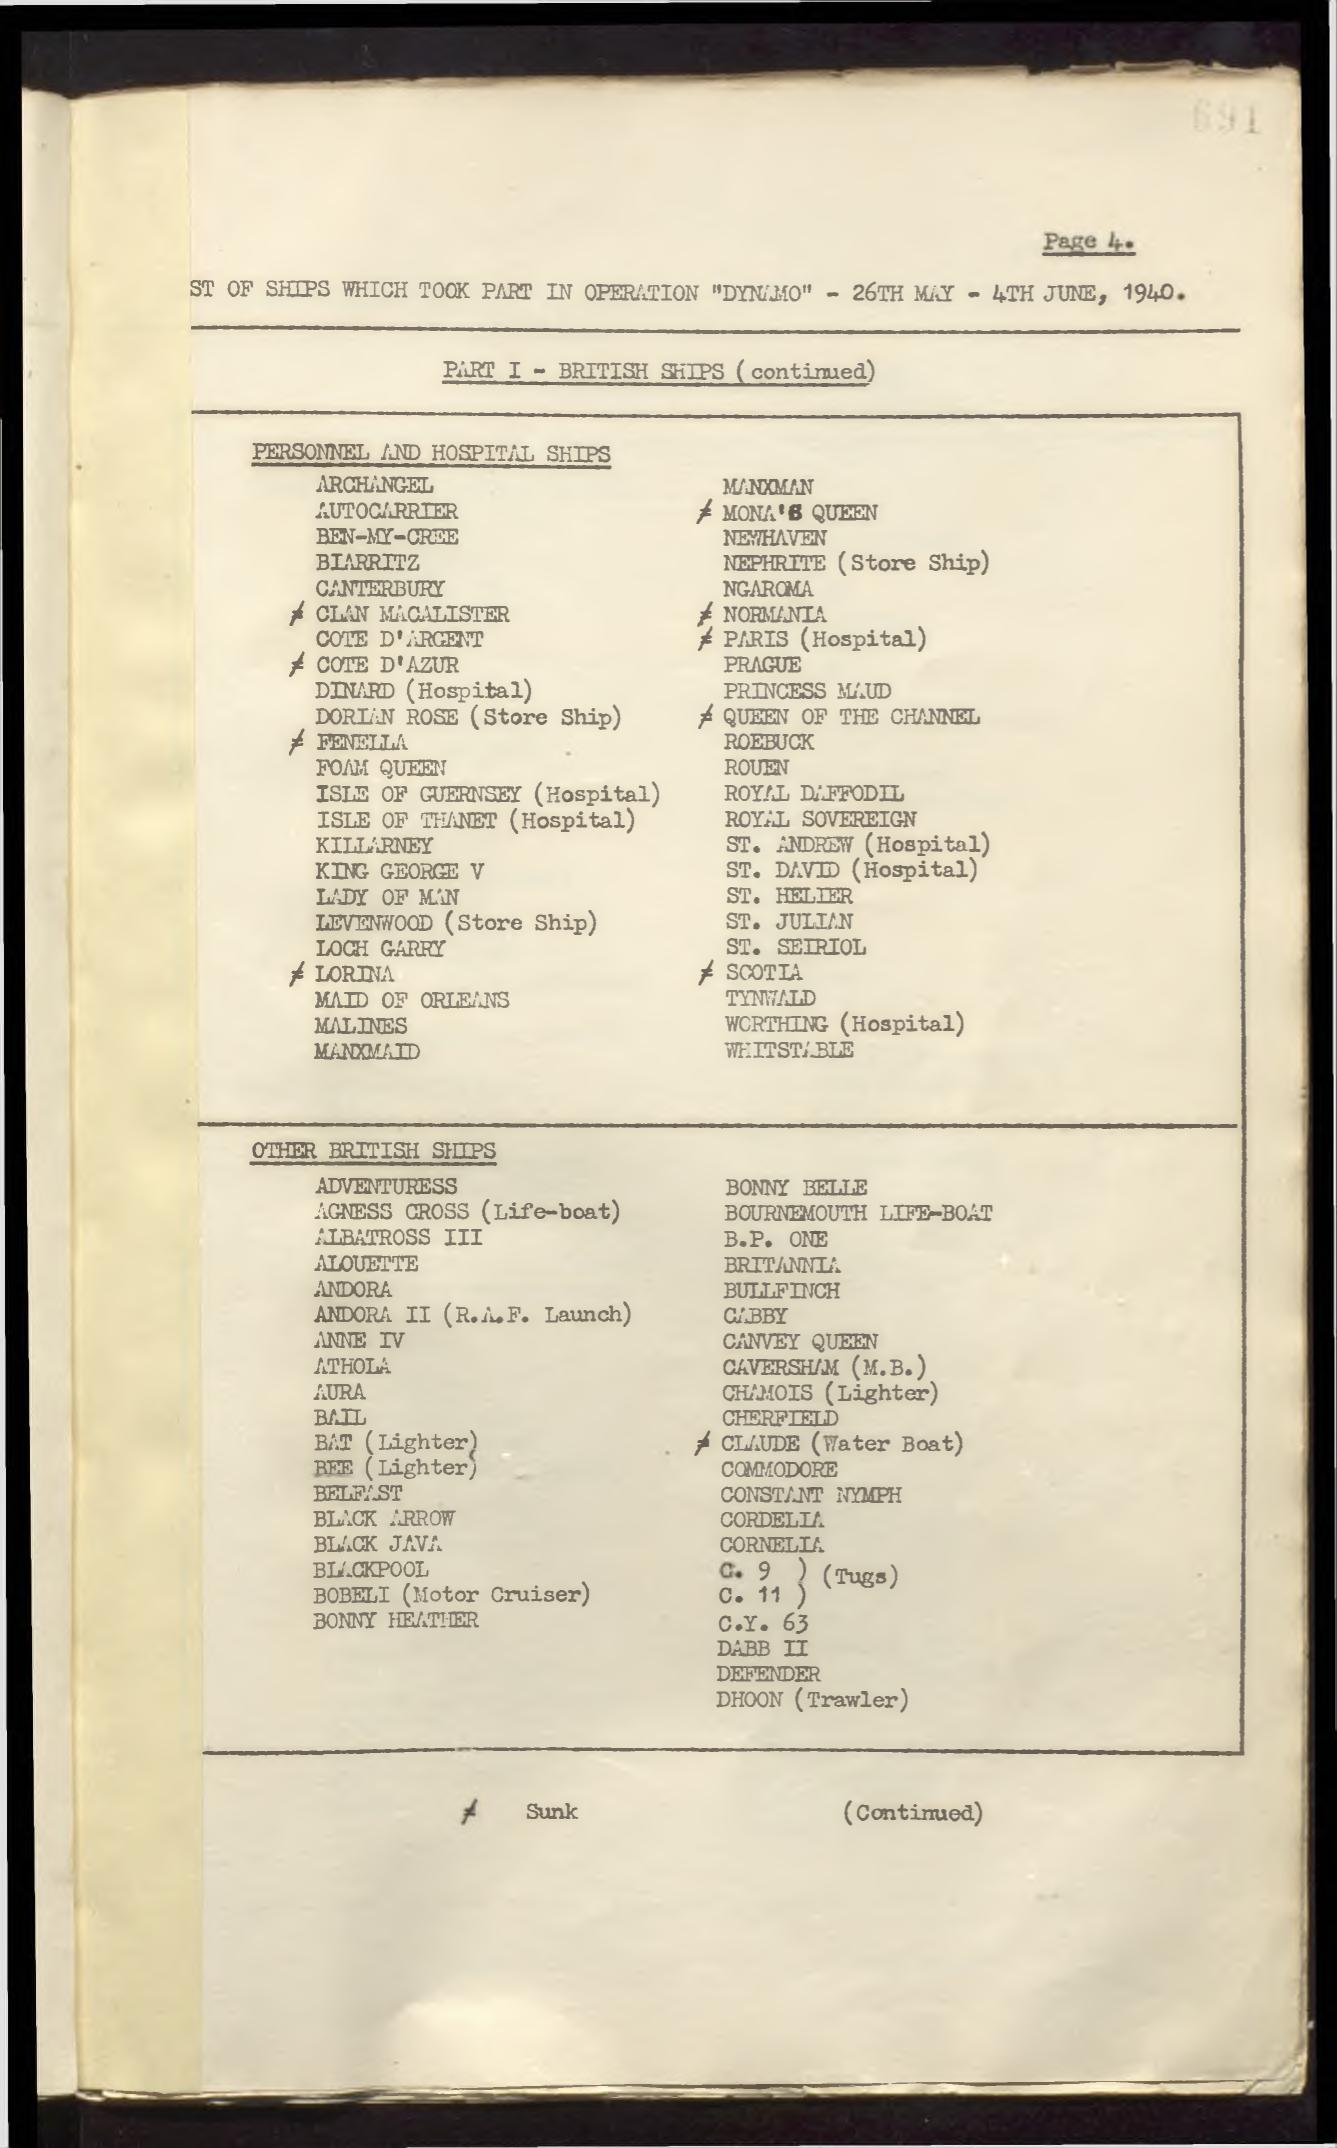 691
Page 4.
ST OF SHIPS WHICH TOOK PART IN OPERATION "DYNAMO" - 26TH MAY - 4TH JUNE, 1940.
PART I - BRITISH SHIPS (continued)
PERSONNEL AND HOSPITAL SHIPS
ARCHANGEL
AUTOCARRIER
BEN-MY-CREE
BIARRITZ
CANTERBURY
≠ CLAN MACALISTER
COTE D'ARGENT
≠ COTE D'AZUR
DINARD (Hospital)
DORIAN ROSE (Store Ship)
≠ FENELLA
FOAM QUEEN
ISLE OF GUERNSEY (Hospital)
ISLE OF THANET (Hospital)
KILLARNEY
KING GEORGE V
LADY OF MAN
LEVENWOOD (Store Ship)
LOCH GARRY
≠ LORINA
MAID OF ORLEANS
MALINES
MANXMAID
MANXMAN
≠ MONA'S QUEEN
NEWHAVEN
NEPHRITE (Store Ship)
NGAROMA
≠ NORMANIA
≠ PARIS (Hospital)
PRAGUE
PRINCESS MAUD
≠ QUEEN OF THE CHANNEL
ROEBUCK
ROUEN
ROYAL DAFFODIL
ROYAL SOVEREIGN
ST. ANDREW (Hospital)
ST. DAVID (Hospital)
ST. HELIER
ST. JULIAN
ST. SEIRIOL
≠ SCOTIA
TYNWALD
WORTHING (Hospital)
WHITSTABLE
OTHER BRITISH SHIPS
ADVENTURESS
AGNESS CROSS (Life-boat)
ALBATROSS III
ALOUETTE
ANDORA
ANDORA II (R.A.F. Launch)
ANNE IV
ATHOLA
AURA
BAIL
BAT (Lighter)
BEE (Lighter)
BELFAST
BLACK ARROW
BLACK JAVA
BLACKPOOL
BOBELI (Motor Cruiser)
BONNY HEATHER
BONNY BELLE
BOURNEMOUTH LIFE-BOAT
B.P. ONE
BRITANNIA
BULLFINCH
CABBY
CANVEY QUEEN
CAVERSHAM (M.B.)
CHAMOIS (Lighter)
CHERFIELD
≠ CLAUDE (Water Boat)
COMMODORE
CONSTANT NYMPH
CORDELIA
CORNELIA
C. 9 ) (Tugs)
C. 11 )
C.Y. 63
DABB II
DEFENDER
DHOON (Trawler)
≠ Sunk (Continued)